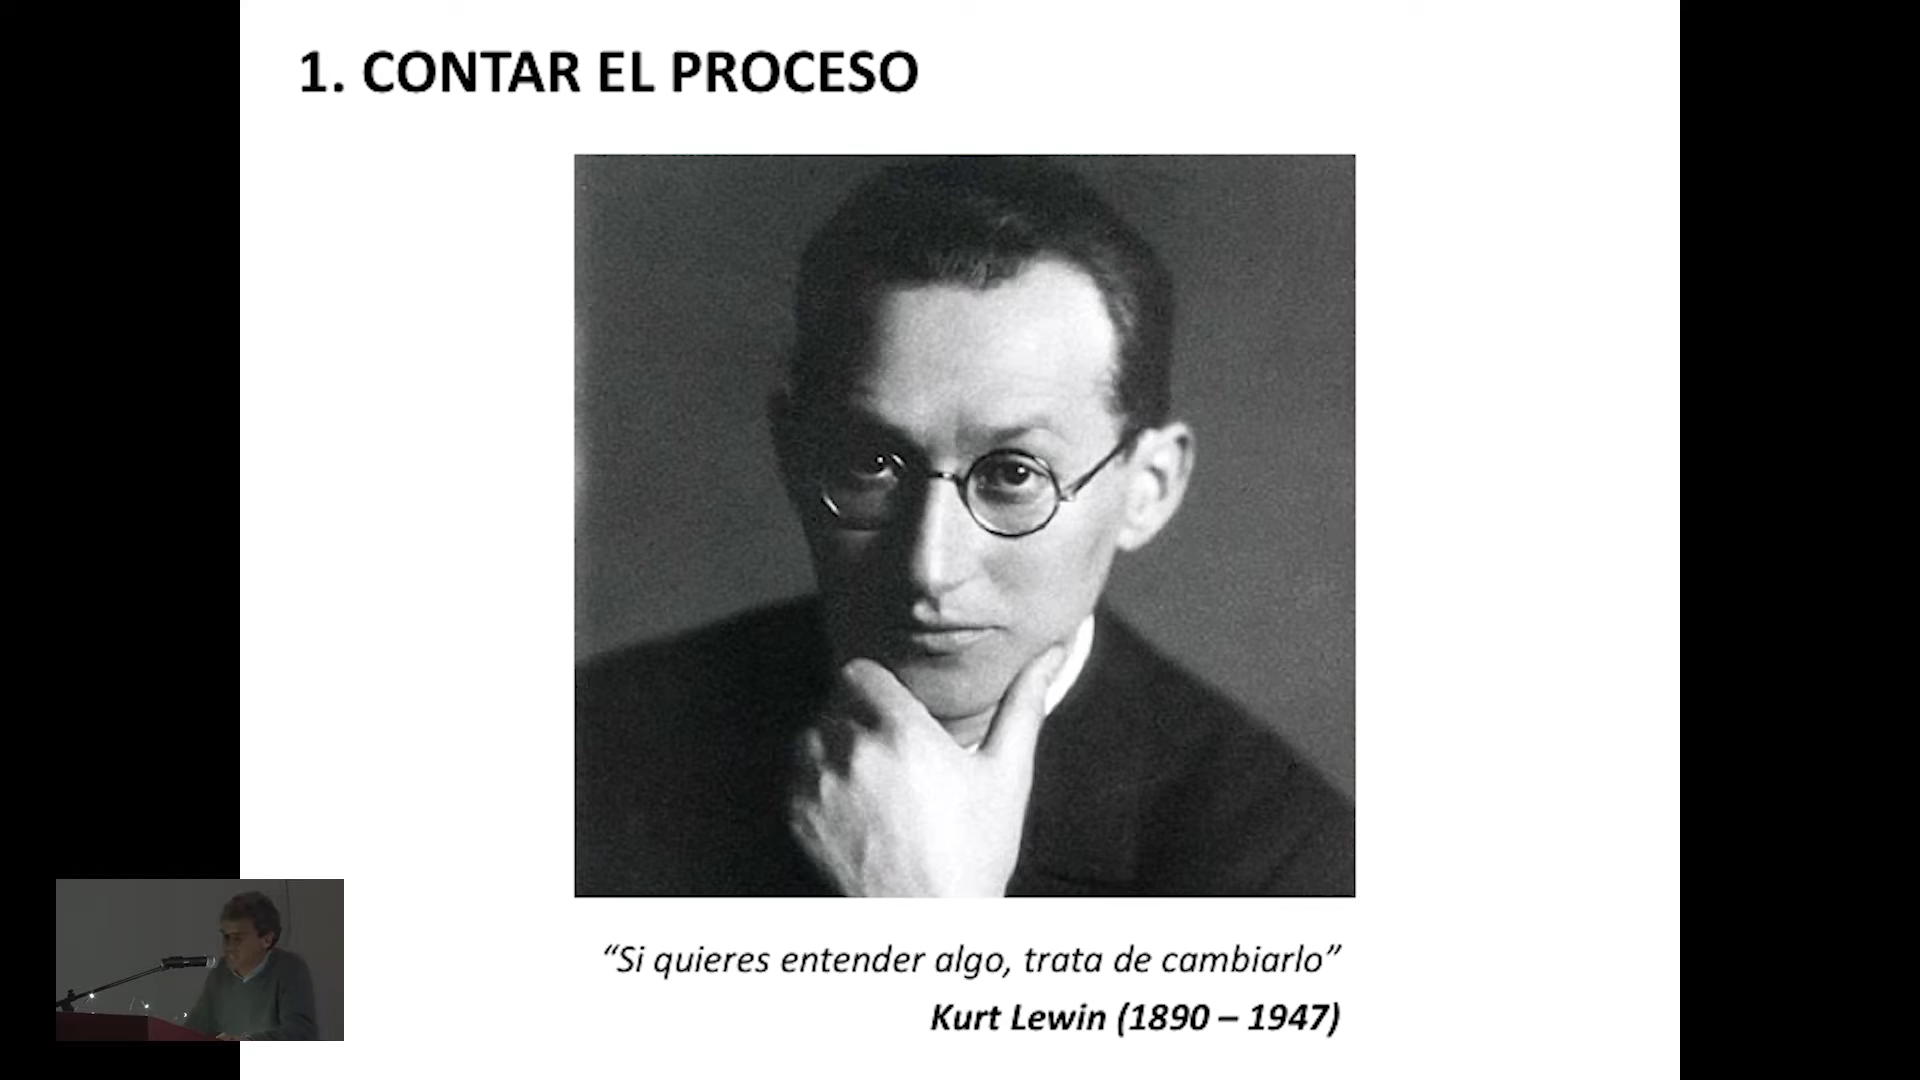 1. CONTAR EL PROCESO
“Si quieres entender algo, trata de cambiarlo”
Kurt Lewin (1890 – 1947)